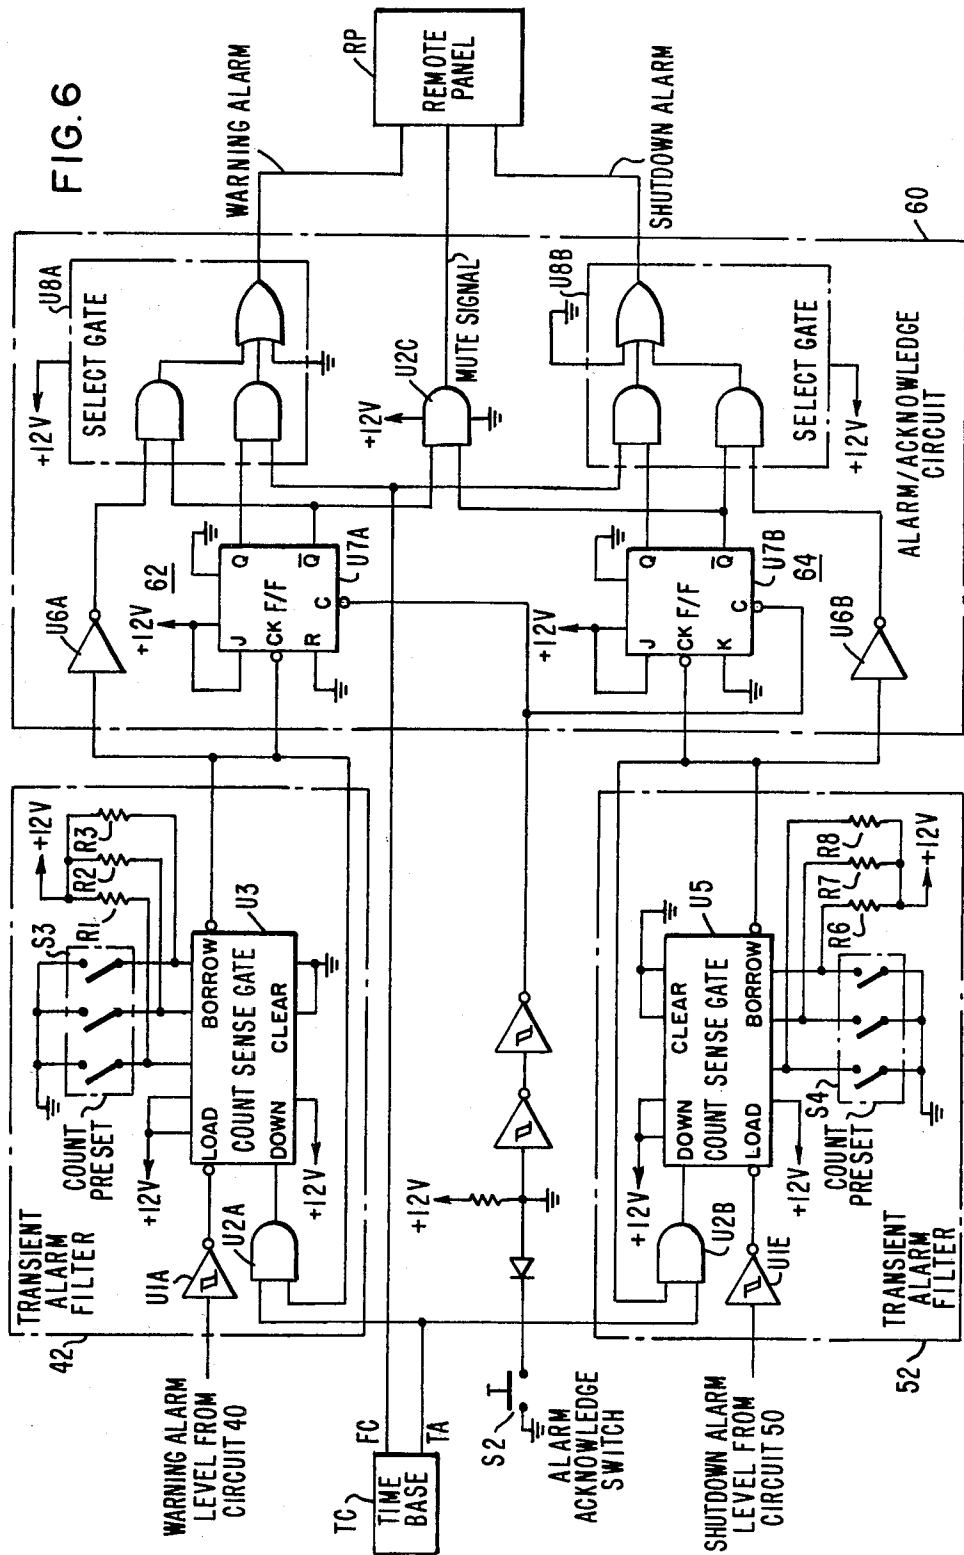 FIG. 6
WARNING ALARM
RP
REMOTE
PANEL
SHUTDOWN ALARM
60
U8A
SELECT GATE
+12V
U2C
+12V
MUTE SIGNAL
U8B
SELECT GATE
+12V
ALARM/ACKNOWLEDGE
CIRCUIT
U6A
62
+12V
J
Q
CK F/F
Q
R
C
U7A
+12V
J
Q
CK F/F
Q
K
C
U7B
64
U6B
TRANSIENT
ALARM
FILTER
42
COUNT
PRESET
S3
+12V
R1
R2
R3
+12V
U3
LOAD
BORROW
COUNT SENSE GATE
DOWN
CLEAR
+12V
U1A
U2A
WARNING ALARM
LEVEL FROM
CIRCUIT 40
TC
TIME
BASE
FC
TA
S2
ALARM
ACKNOWLEDGE
SWITCH
+12V
SHUTDOWN ALARM
LEVEL FROM
CIRCUIT 50
U5
DOWN
CLEAR
COUNT SENSE GATE
LOAD
BORROW
+12V
+12V
U2B
U1E
S4
COUNT
PRESET
R6
R7
R8
+12V
TRANSIENT
ALARM
FILTER
52